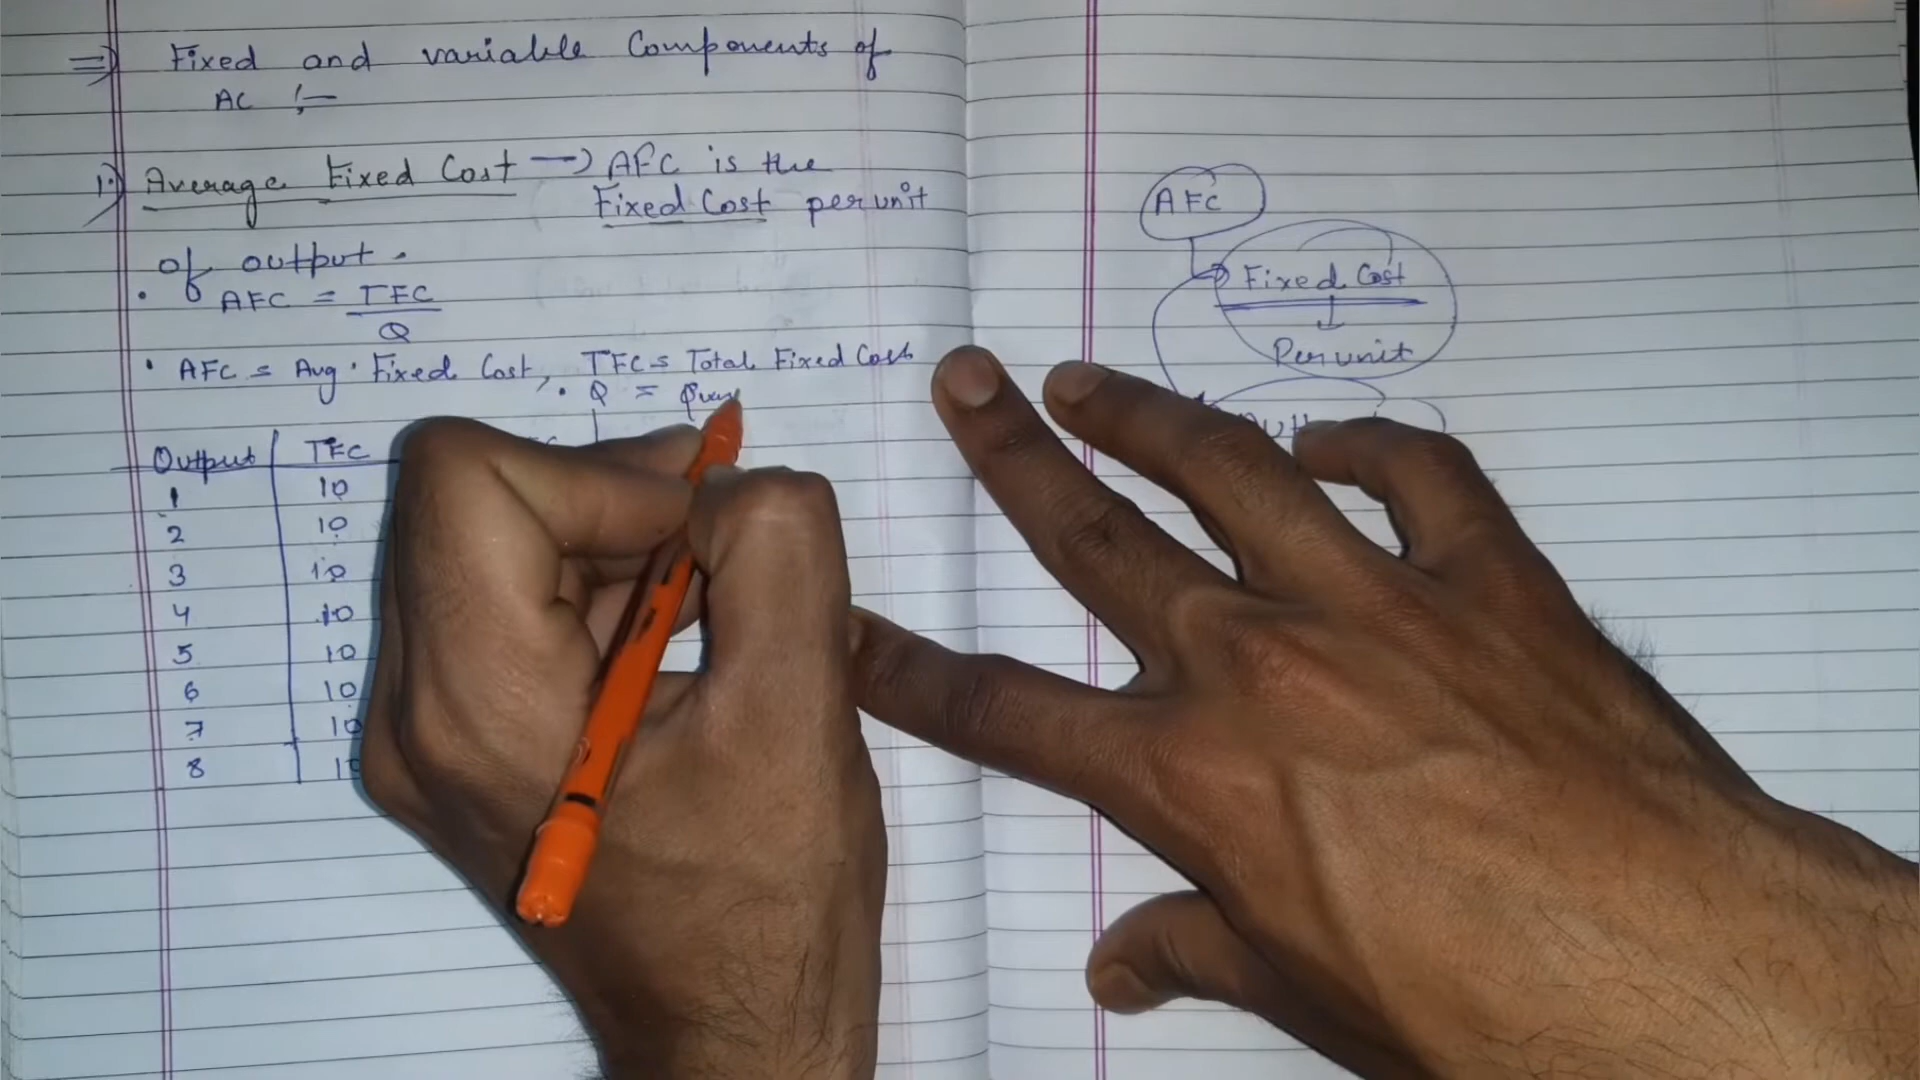 => Fixed and variable Components of
AC :-
1.) Average Fixed Cost -> AFC is the
Fixed Cost per unit
of output.
. AFC = TFC
Q
. AFC = Avg. Fixed Cost, TFC = Total Fixed Cost
. Q =
Output TFC
1 10
2 10
3 10
4 10
5 10
6 10
7 10
8
AFC
Fixed Cost
Per unit